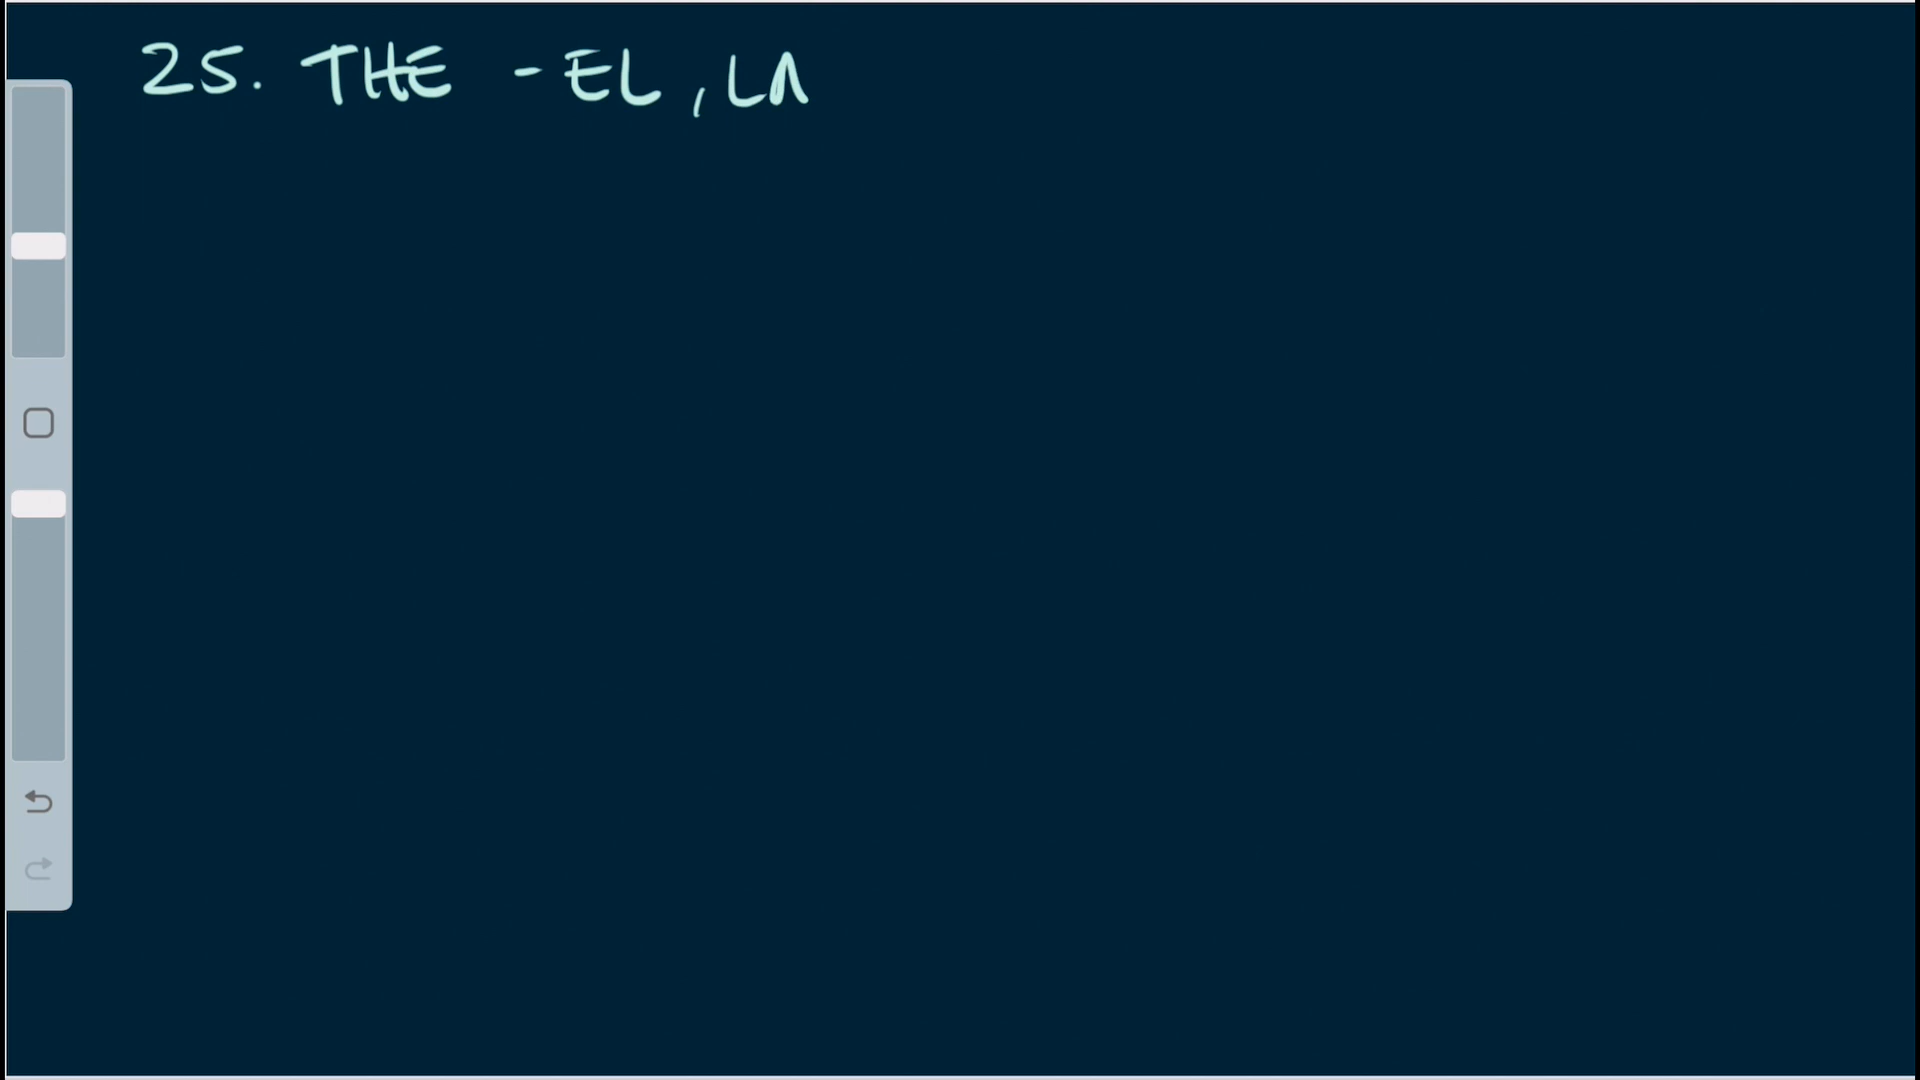 25. THE - EL, LA